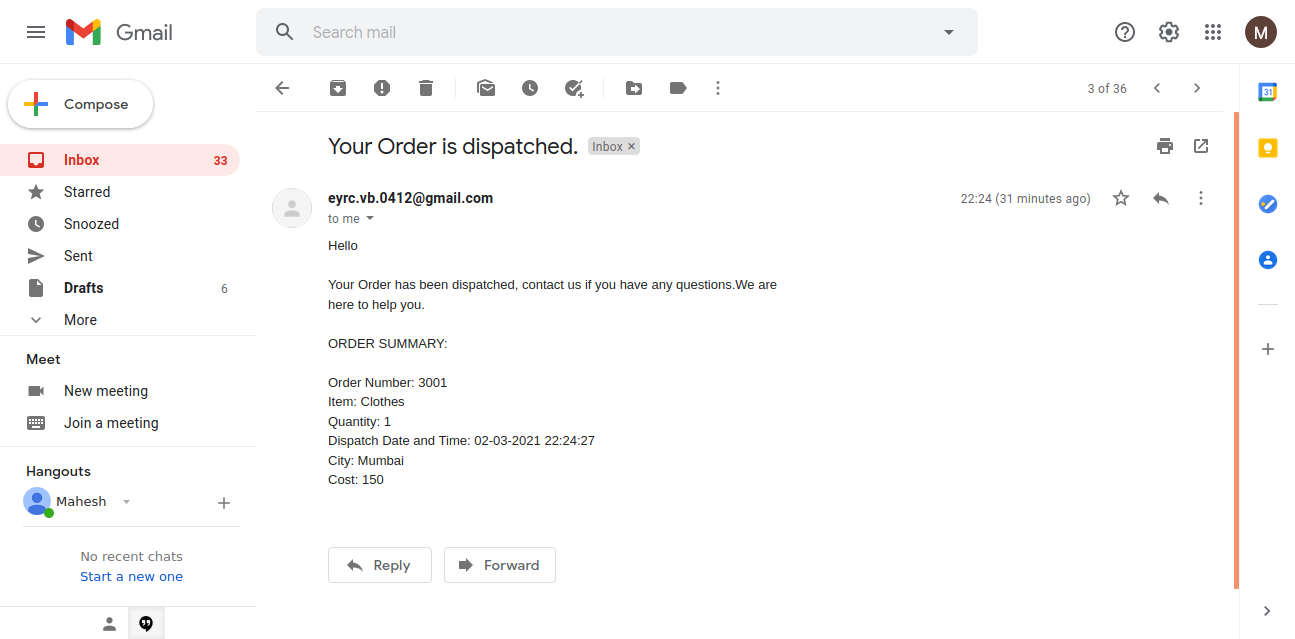 Gmail
Search mail
M
Compose
3 of 36
31
Inbox 33
Starred
Snoozed
Sent
Drafts 6
More
Meet
New meeting
Join a meeting
Hangouts
Mahesh
No recent chats
Start a new one
Your Order is dispatched. Inbox ×
eyrc.vb.0412@gmail.com 22:24 (31 minutes ago)
to me
Hello
Your Order has been dispatched, contact us if you have any questions.We are
here to help you.
ORDER SUMMARY:
Order Number: 3001
Item: Clothes
Quantity: 1
Dispatch Date and Time: 02-03-2021 22:24:27
City: Mumbai
Cost: 150
Reply Forward